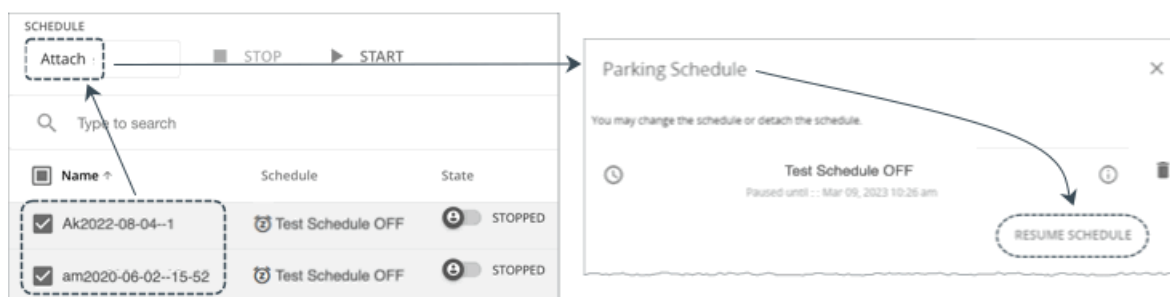 SCHEDULE
Attach
STOP
START
Type to search
Name ↑
Schedule
State
Ak2022-08-04--1
Test Schedule OFF
STOPPED
am2020-06-02--15-52
Test Schedule OFF
STOPPED
Parking Schedule
You may change the schedule or detach the schedule.
Test Schedule OFF
Paused until : : Mar 09, 2023 10:26 am
RESUME SCHEDULE